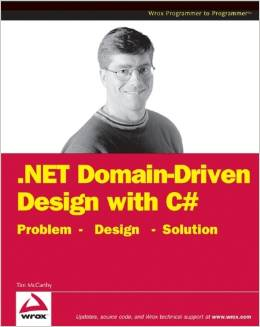 Wrox Programmer to Programmer™
.NET Domain-Driven
Design with C#
Problem - Design - Solution
Tim McCarthy
wrox
Updates, source code, and Wrox technical support at www.wrox.com